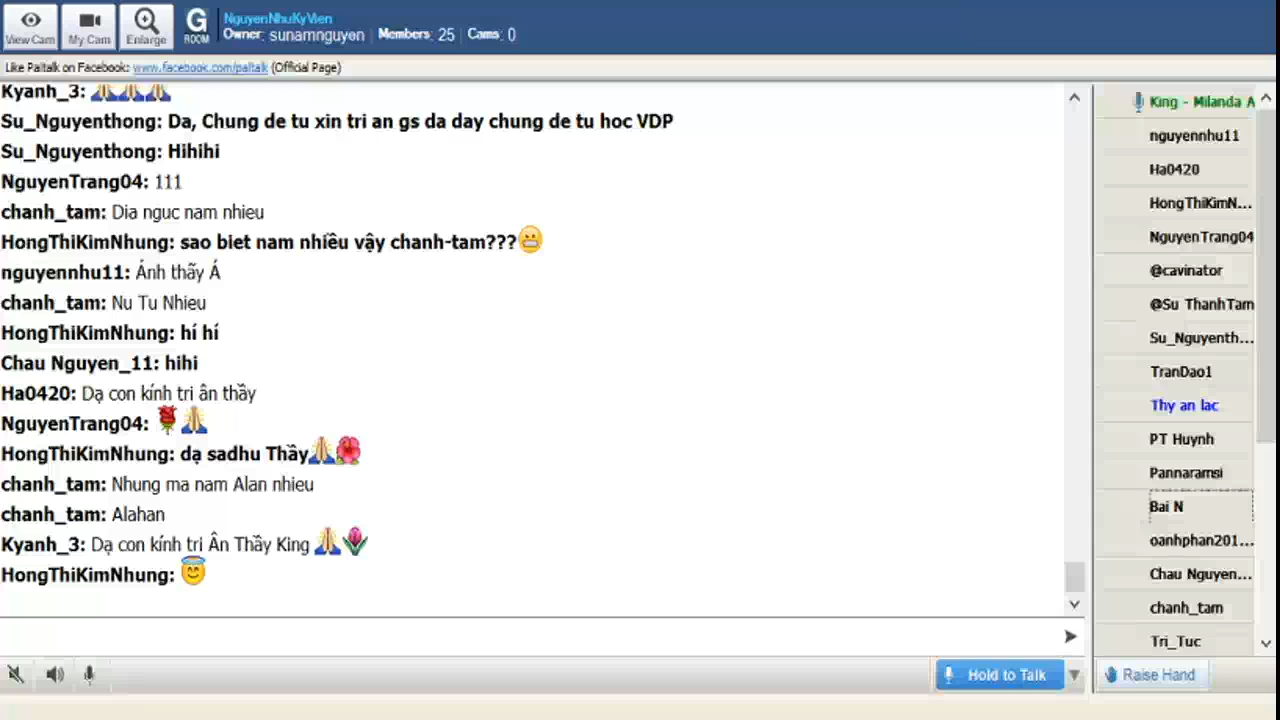 NguyenNhuKyVien
Owner: sunamnguyen | Members: 25 | Cams: 0
View Cam
My Cam
Enlarge
G
ROOM
Like Paltalk on Facebook: www.facebook.com/paltalk (Official Page)
Kyanh_3: 🙏🙏🙏
Su_Nguyenthong: Da, Chung de tu xin tri an gs da day chung de tu hoc VDP
Su_Nguyenthong: Hihihi
NguyenTrang04: 111
chanh_tam: Dia nguc nam nhieu
HongThiKimNhung: sao biet nam nhiều vậy chanh-tam???😬
nguyennhu11: Ánh thấy Á
chanh_tam: Nu Tu Nhieu
HongThiKimNhung: hí hí
Chau Nguyen_11: hihi
Ha0420: Dạ con kính tri ân thầy
NguyenTrang04: 🌹🙏
HongThiKimNhung: dạ sadhu Thầy🙏🌺
chanh_tam: Nhung ma nam Alan nhieu
chanh_tam: Alahan
Kyanh_3: Dạ con kính tri Ân Thầy King 🙏🌷
HongThiKimNhung: 😇
King - Milanda A
nguyennhu11
Ha0420
HongThiKimN...
NguyenTrang04
@cavinator
@Su ThanhTam
Su_Nguyenth...
TranDao1
Thy an lac
PT Huynh
Pannaramsi
Bai N
oanhphan201...
Chau Nguyen...
chanh_tam
Tri_Tuc
Hold to Talk
Raise Hand